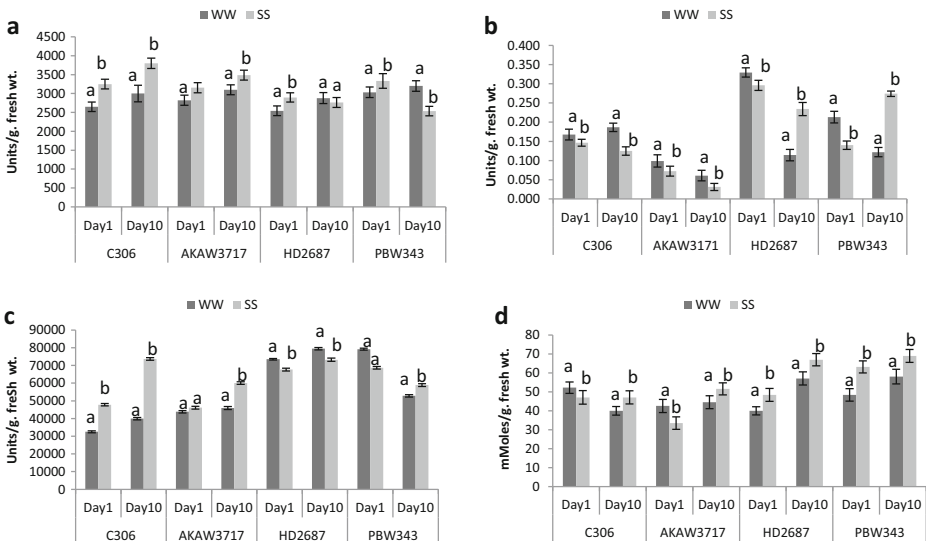 a
WW SS
Units/g. fresh wt.
4500
4000
3500
3000
2500
2000
1500
1000
500
0
a b a b a a b a b a a a b a b
Day1 Day10 Day1 Day10 Day1 Day10 Day1 Day10
C306 AKAW3717 HD2687 PBW343
b
WW SS
Units/g. fresh wt.
0.400
0.350
0.300
0.250
0.200
0.150
0.100
0.050
0.000
a b a b a b a b a b a b a b a b
Day1 Day10 Day1 Day10 Day1 Day10 Day1 Day10
C306 AKAW3171 HD2687 PBW343
c
WW SS
Units/g. freSh wt.
90000
80000
70000
60000
50000
40000
30000
20000
10000
0
a b a b a a a b a b a b a a a b
Day1 Day10 Day1 Day10 Day1 Day10 Day1 Day10
C306 AKAW3717 HD2687 PBW343
d
WW SS
mMoles/g. fresh wt.
80
70
60
50
40
30
20
10
0
a b a b a b a b a b a b a b a b
Day1 Day10 Day1 Day10 Day1 Day10 Day1 Day10
C306 AKAW3717 HD2687 PBW343